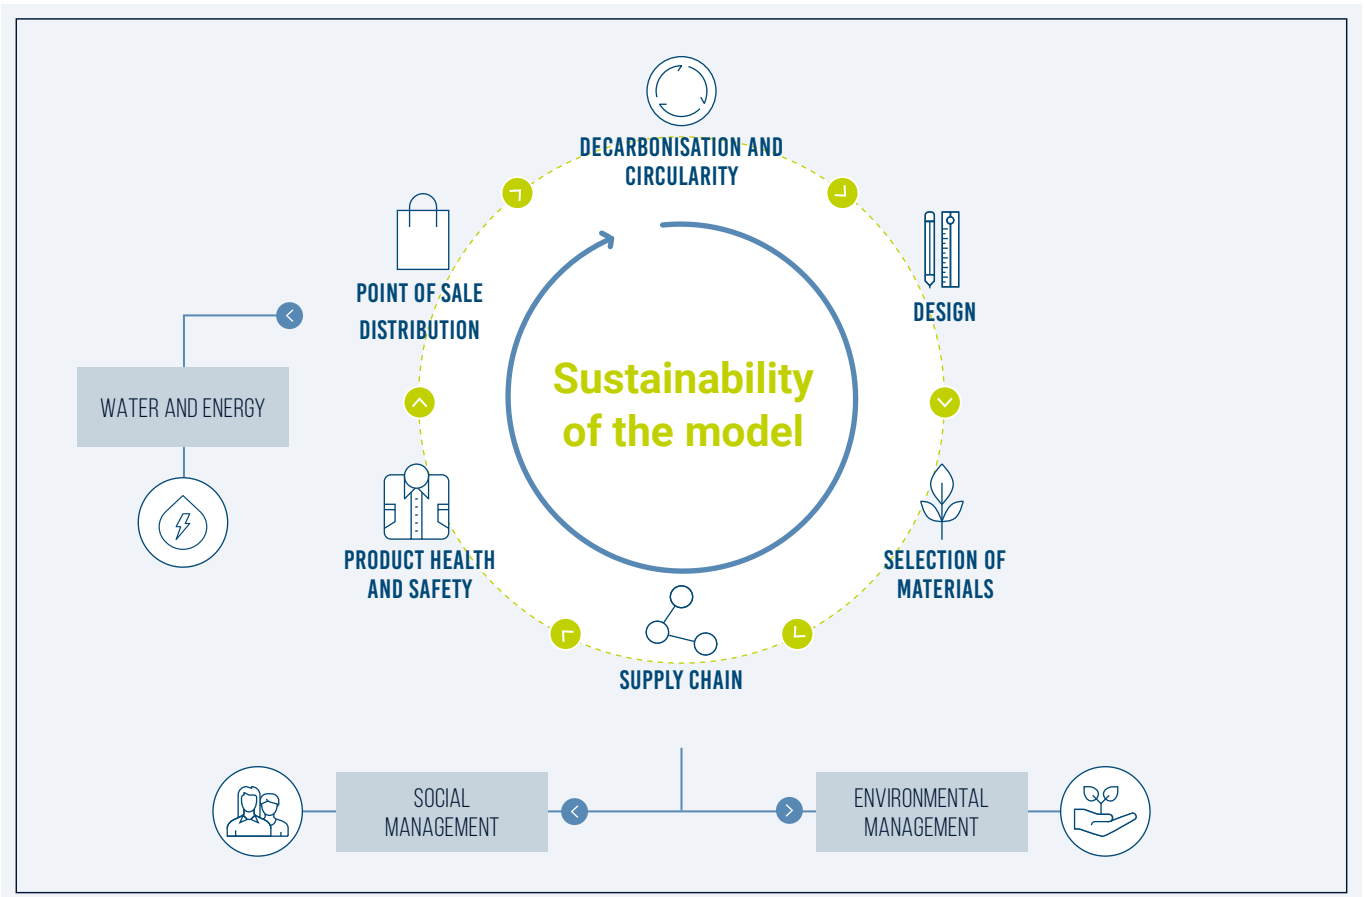 DECARBONISATION AND
CIRCULARITY
POINT OF SALE
DISTRIBUTION
DESIGN
Sustainability
of the model
WATER AND ENERGY
PRODUCT HEALTH
AND SAFETY
SELECTION OF
MATERIALS
SUPPLY CHAIN
SOCIAL
MANAGEMENT
ENVIRONMENTAL
MANAGEMENT